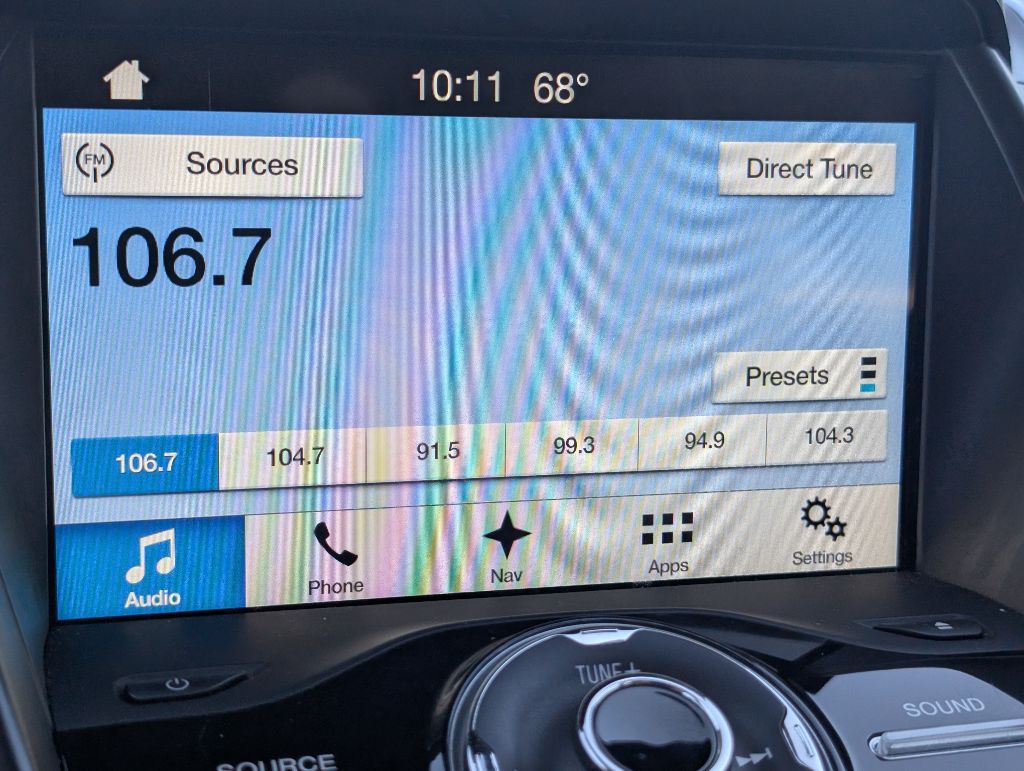 10:11 68°
FM Sources
Direct Tune
106.7
Presets
106.7 104.7 91.5 99.3 94.9 104.3
Audio Phone Nav Apps Settings
TUNE+
SOUND
SOURCE